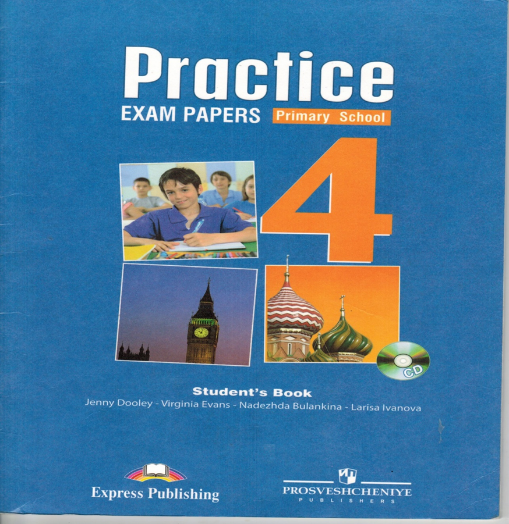 Practice
EXAM PAPERS Primary School
4
CD
Student's Book
Jenny Dooley - Virginia Evans - Nadezhda Bulankina - Larisa Ivanova
Express Publishing
PROSVESHCHENIYE
PUBLISHERS